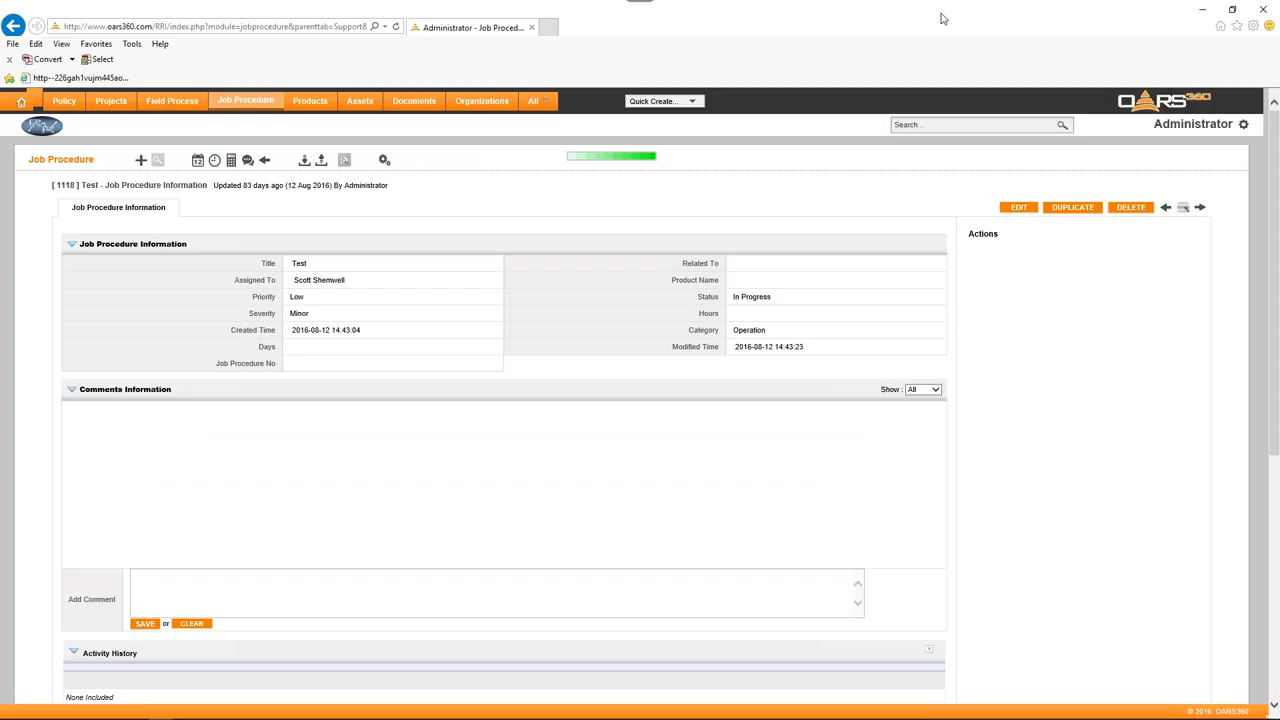 http://www.oars360.com/RRI/index.php?module=jobprocedure&parenttab=Support&
Administrator - Job Proced...
File Edit View Favorites Tools Help
Convert Select
http--226gah1vujm445ao...
Policy Projects Field Process Job Procedure Products Assets Documents Organizations All Quick Create... OARS360
Search... Administrator
Job Procedure
[ 1118 ] Test - Job Procedure Information Updated 83 days ago (12 Aug 2016) By Administrator
Job Procedure Information EDIT DUPLICATE DELETE
Actions
Job Procedure Information
Title Test Related To
Assigned To Scott Shemwell Product Name
Priority Low Status In Progress
Severity Minor Hours
Created Time 2016-08-12 14:43:04 Category Operation
Days Modified Time 2016-08-12 14:43:23
Job Procedure No
Comments Information Show : All
Add Comment
SAVE or CLEAR
Activity History
None Included
© 2016 OARS360